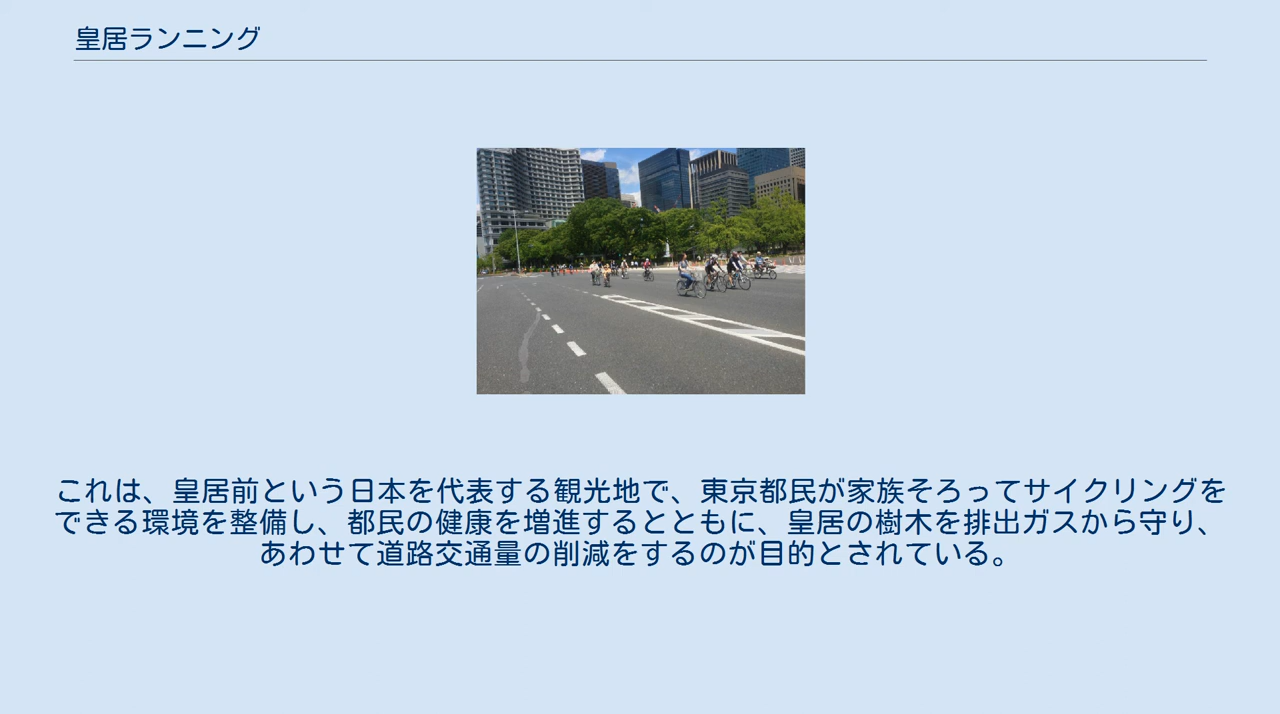 皇居ランニング
これは、皇居前という日本を代表する観光地で、東京都民が家族そろってサイクリングを
できる環境を整備し、都民の健康を増進するとともに、皇居の樹木を排出ガスから守り、
あわせて道路交通量の削減をするのが目的とされている。